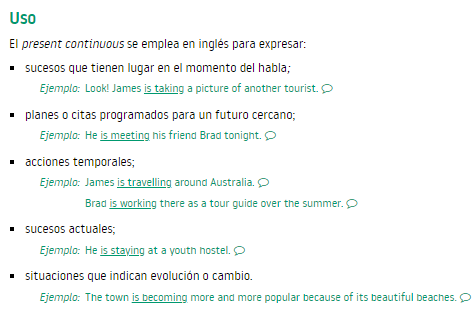 Uso
El present continuous se emplea en inglés para expresar:
▪ sucesos que tienen lugar en el momento del habla;
Ejemplo: Look! James is taking a picture of another tourist.
▪ planes o citas programados para un futuro cercano;
Ejemplo: He is meeting his friend Brad tonight.
▪ acciones temporales;
Ejemplo: James is travelling around Australia.
Brad is working there as a tour guide over the summer.
▪ sucesos actuales;
Ejemplo: He is staying at a youth hostel.
▪ situaciones que indican evolución o cambio.
Ejemplo: The town is becoming more and more popular because of its beautiful beaches.